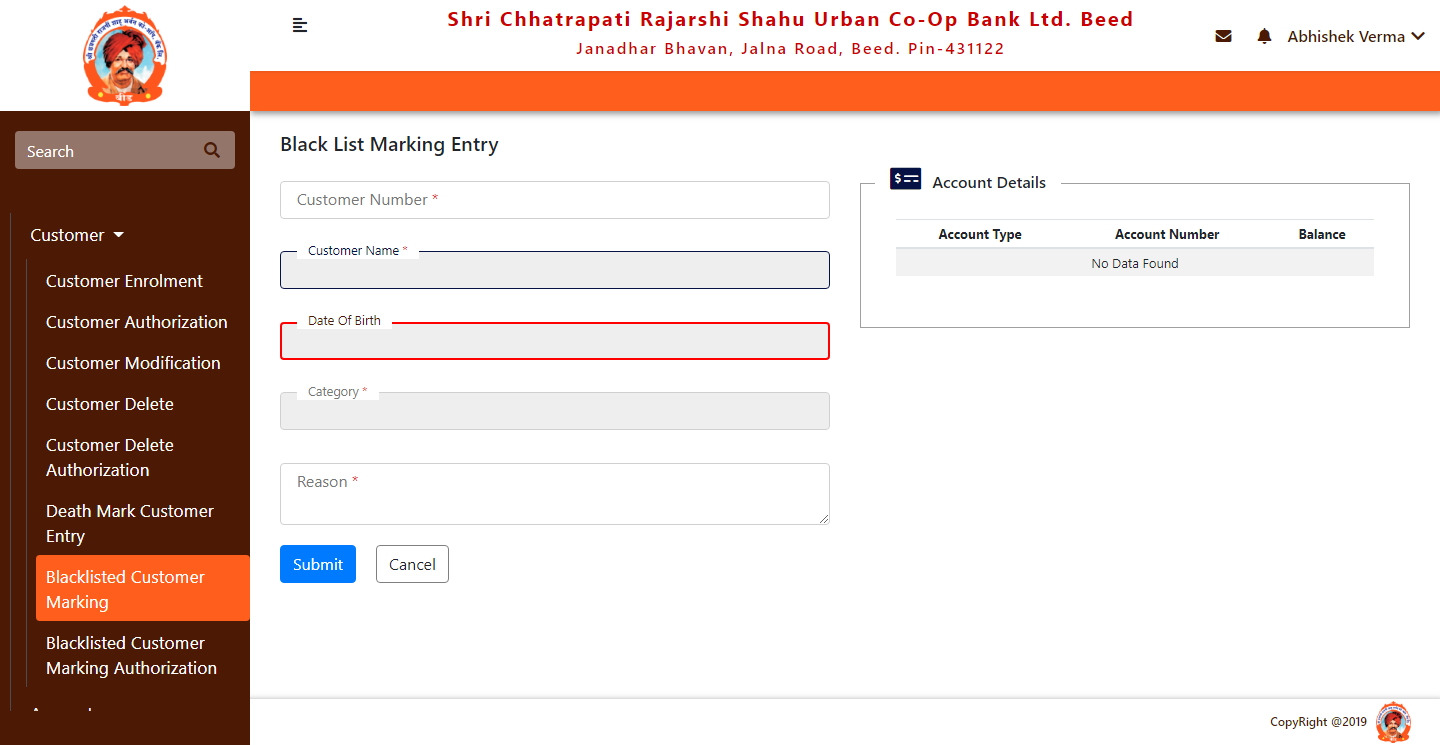 Shri Chhatrapati Rajarshi Shahu Urban Co-Op Bank Ltd. Beed
Janadhar Bhavan, Jalna Road, Beed. Pin-431122
Abhishek Verma
बीड
Search
Customer
Customer Enrolment
Customer Authorization
Customer Modification
Customer Delete
Customer Delete
Authorization
Death Mark Customer
Entry
Blacklisted Customer
Marking
Blacklisted Customer
Marking Authorization
Black List Marking Entry
Customer Number *
Customer Name *
Date Of Birth
Category *
Reason *
Submit
Cancel
Account Details
Account Type Account Number Balance
No Data Found
CopyRight @2019